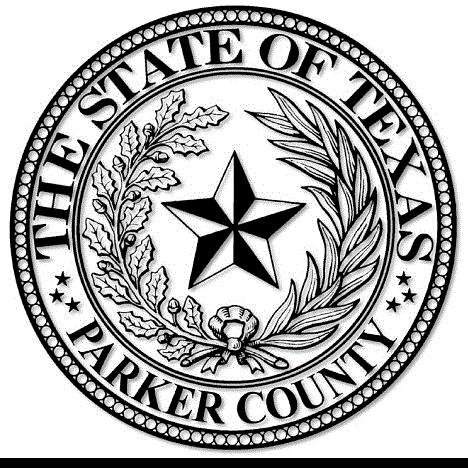 THE STATE OF TEXAS
PARKER COUNTY